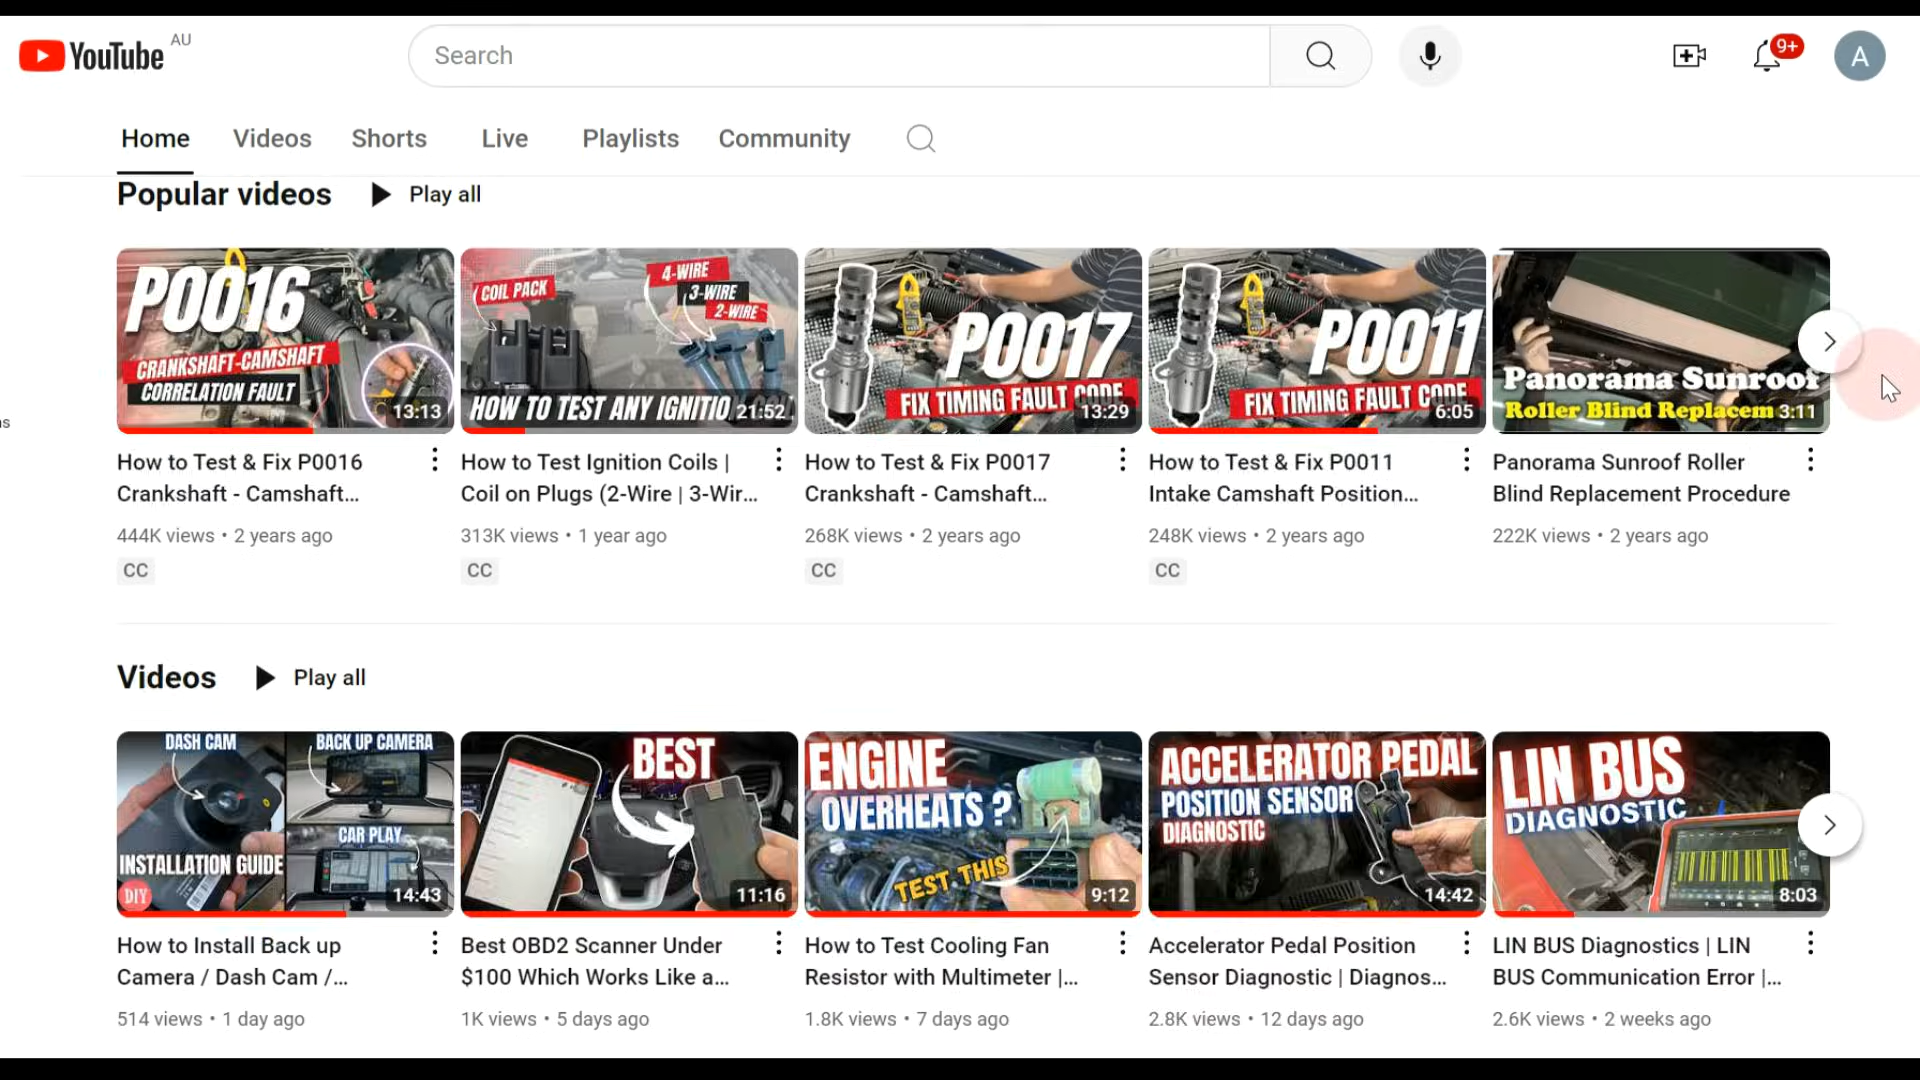 YouTube AU
Search
9+
A
Home Videos Shorts Live Playlists Community
Popular videos Play all
P0016
CRANKSHAFT-CAMSHAFT
CORRELATION FAULT
13:13
COIL PACK
4-WIRE
3-WIRE
2-WIRE
HOW TO TEST ANY IGNITIO
21:52
P0017
FIX TIMING FAULT CODE
13:29
P0011
FIX TIMING FAULT CODE
6:05
Panorama Sunroof
Roller Blind Replacem
3:11
How to Test & Fix P0016
Crankshaft - Camshaft...
444K views • 2 years ago
CC
How to Test Ignition Coils |
Coil on Plugs (2-Wire | 3-Wir...
313K views • 1 year ago
CC
How to Test & Fix P0017
Crankshaft - Camshaft...
268K views • 2 years ago
CC
How to Test & Fix P0011
Intake Camshaft Position...
248K views • 2 years ago
CC
Panorama Sunroof Roller
Blind Replacement Procedure
222K views • 2 years ago
Videos Play all
DASH CAM
BACK UP CAMERA
CAR PLAY
INSTALLATION GUIDE
DIY
14:43
BEST
11:16
ENGINE
OVERHEATS ?
TEST THIS
9:12
ACCELERATOR PEDAL
POSITION SENSOR
DIAGNOSTIC
14:42
LIN BUS
DIAGNOSTIC
8:03
How to Install Back up
Camera / Dash Cam /...
514 views • 1 day ago
Best OBD2 Scanner Under
$100 Which Works Like a...
1K views • 5 days ago
How to Test Cooling Fan
Resistor with Multimeter |...
1.8K views • 7 days ago
Accelerator Pedal Position
Sensor Diagnostic | Diagnos...
2.8K views • 12 days ago
LIN BUS Diagnostics | LIN
BUS Communication Error |...
2.6K views • 2 weeks ago